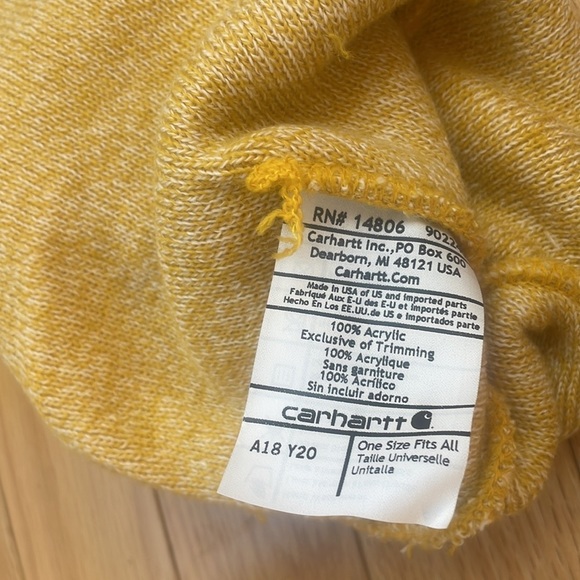 RN# 14806
Carhartt Inc.,PO Box 600
Dearborn, MI 48121 USA
Carhartt.Com
Made in USA of US and imported parts
Fabriqué Aux E-U des E-U et importés partie
Hecho En Los EE.UU.de US e importados parte
100% Acrylic
Exclusive of Trimming
100% Acrylique
Sans garniture
100% Acrílico
Sin incluir adorno
carhartt
A18 Y20
One Size Fits All
Taille Universelle
Unitalla